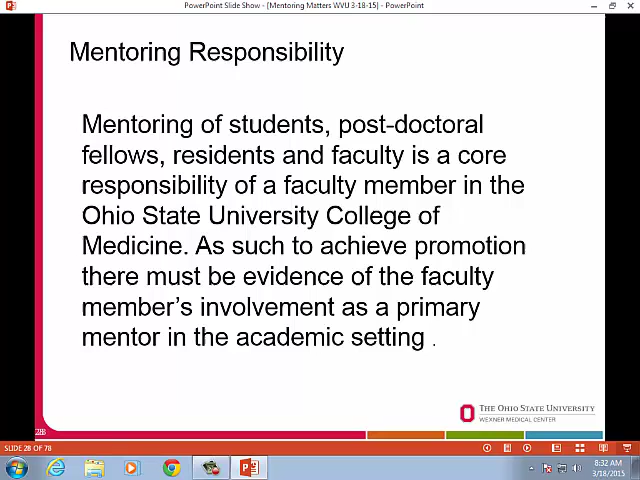 PowerPoint Slide Show - [Mentoring Matters WVU 3-18-15] - PowerPoint
Mentoring Responsibility
Mentoring of students, post-doctoral
fellows, residents and faculty is a core
responsibility of a faculty member in the
Ohio State University College of
Medicine. As such to achieve promotion
there must be evidence of the faculty
member's involvement as a primary
mentor in the academic setting .
THE OHIO STATE UNIVERSITY
WEXNER MEDICAL CENTER
28
SLIDE 28 OF 78
8:32 AM
3/18/2015